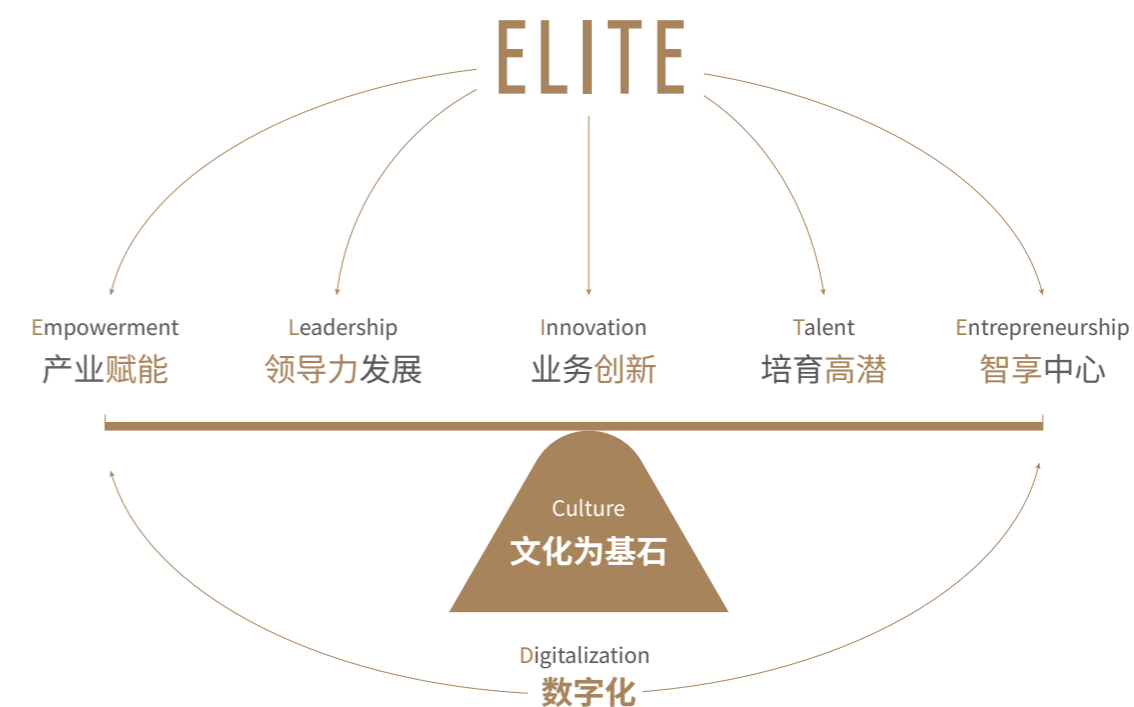 ELITE
Empowerment
产业赋能
Leadership
领导力发展
Innovation
业务创新
Talent
培育高潜
Entrepreneurship
智享中心
Culture
文化为基石
Digitalization
数字化